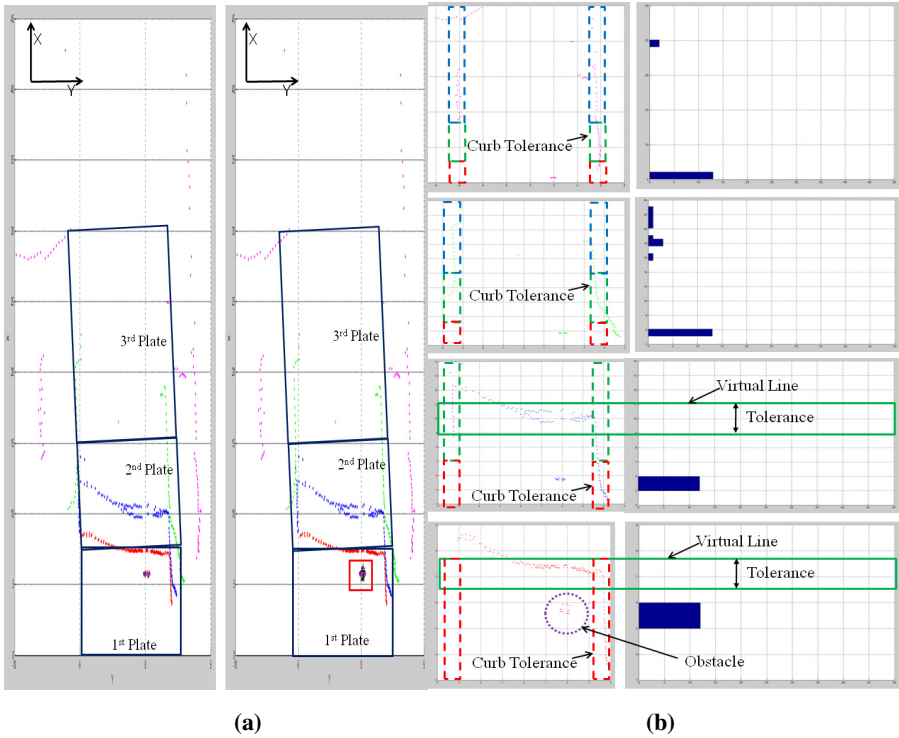 X
Y
3rd Plate
2nd Plate
1st Plate
X
Y
3rd Plate
2nd Plate
1st Plate
Curb Tolerance
Curb Tolerance
Virtual Line
Tolerance
Curb Tolerance
Virtual Line
Tolerance
Curb Tolerance
Obstacle
(a)
(b)